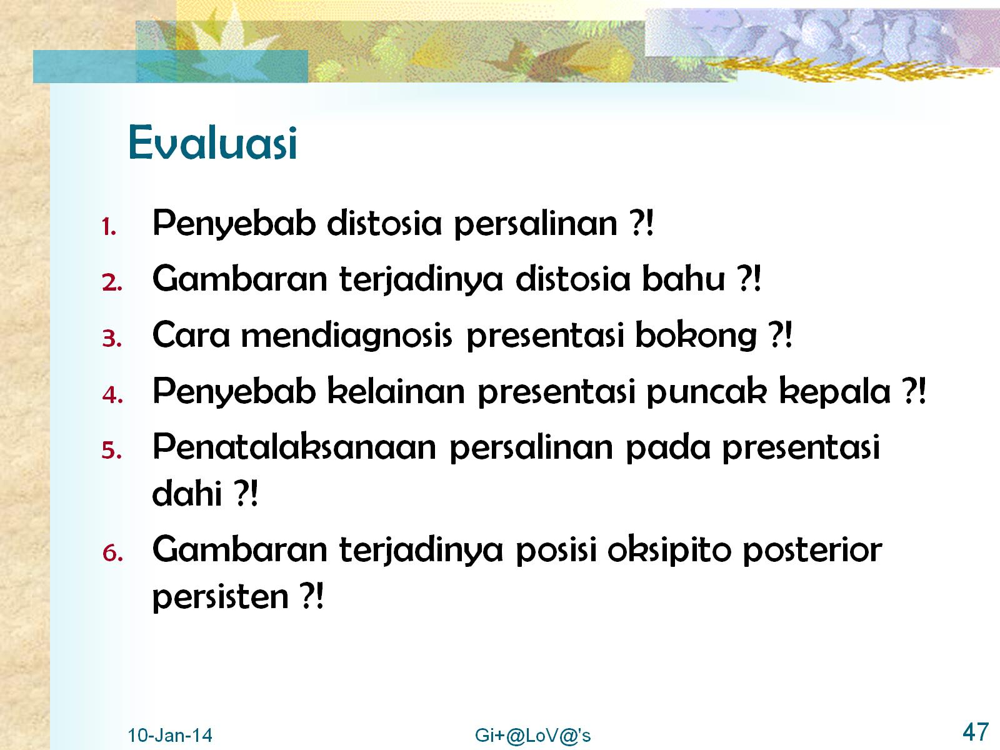 Evaluasi
1. Penyebab distosia persalinan ?!
2. Gambaran terjadinya distosia bahu ?!
3. Cara mendiagnosis presentasi bokong ?!
4. Penyebab kelainan presentasi puncak kepala ?!
5. Penatalaksanaan persalinan pada presentasi
dahi ?!
6. Gambaran terjadinya posisi oksipito posterior
persisten ?!
10-Jan-14
Gi+@LoV@'s
47